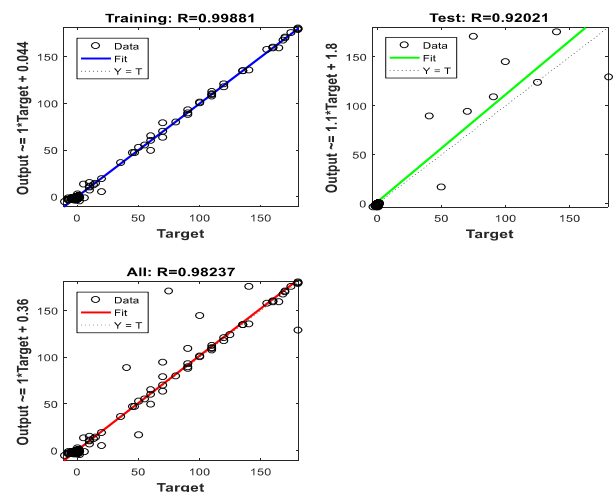 Training: R=0.99881
Output ~= 1*Target + 0.044
150
100
50
0
Data
Fit
Y = T
0 50 100 150
Target
Test: R=0.92021
Output ~= 1.1*Target + 1.8
150
100
50
0
Data
Fit
Y = T
0 50 100 150
Target
All: R=0.98237
Output ~= 1*Target + 0.36
150
100
50
0
Data
Fit
Y = T
0 50 100 150
Target